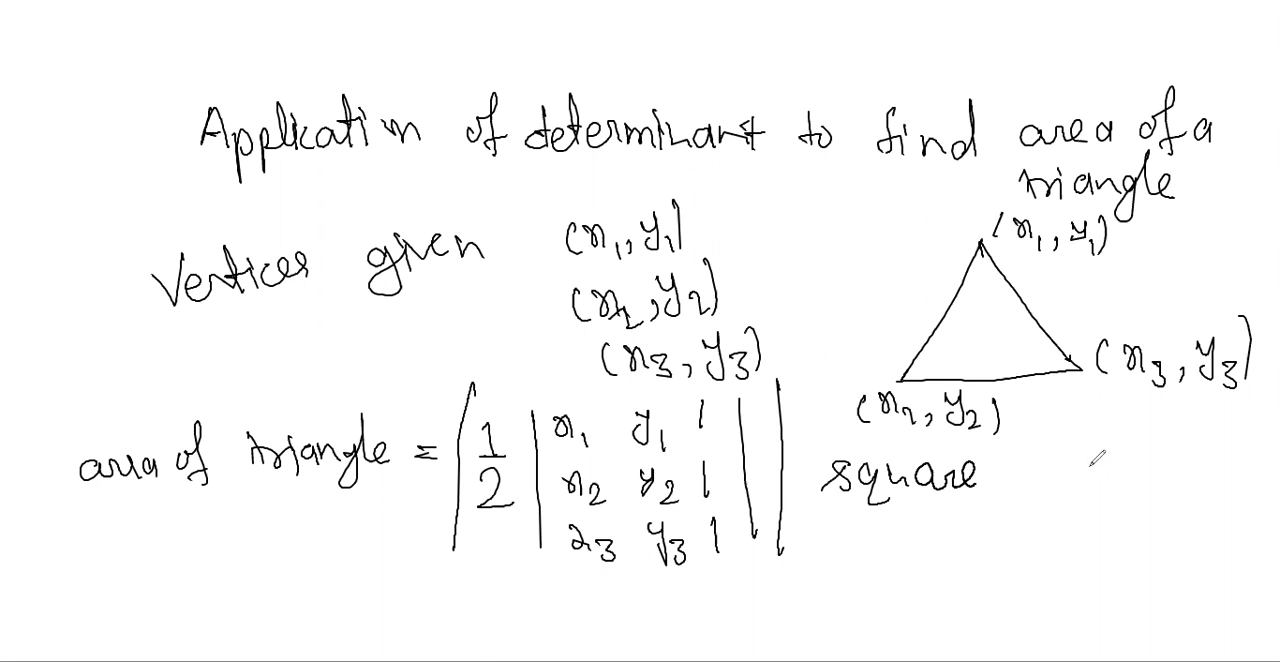 Application of determinant to find area of a
triangle
Vertices given (x₁, y₁)
(x₂, y₂)
(x₃, y₃)
(x₁, y₁)
(x₃, y₃)
(x₂, y₂)
area of triangle = | 1/2 | x₁ y₁ 1
x₂ y₂ 1
x₃ y₃ 1 | | square